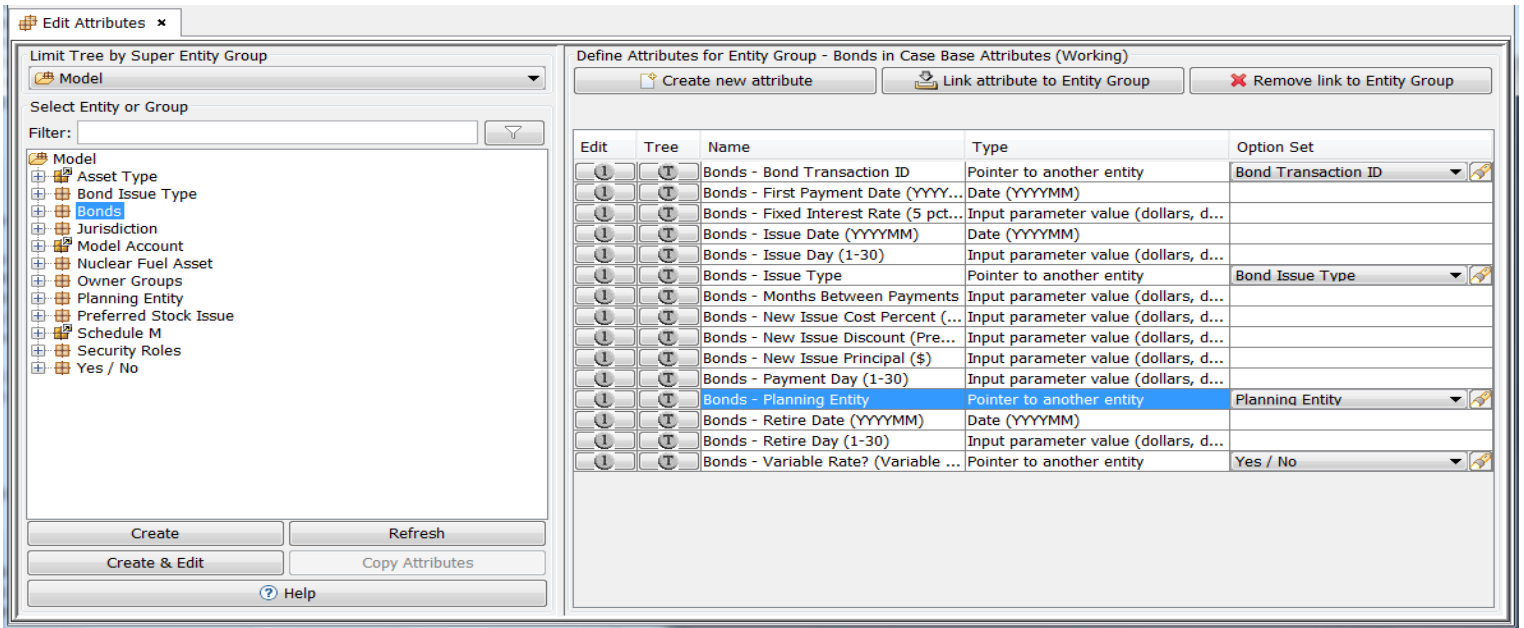 Edit Attributes ×
Limit Tree by Super Entity Group
Model
Select Entity or Group
Filter:
Model
Asset Type
Bond Issue Type
Bonds
Jurisdiction
Model Account
Nuclear Fuel Asset
Owner Groups
Planning Entity
Preferred Stock Issue
Schedule M
Security Roles
Yes / No
Create Refresh
Create & Edit Copy Attributes
? Help
Define Attributes for Entity Group - Bonds in Case Base Attributes (Working)
Create new attribute Link attribute to Entity Group Remove link to Entity Group
Edit Tree Name Type Option Set
I T Bonds - Bond Transaction ID Pointer to another entity Bond Transaction ID
I T Bonds - First Payment Date (YYYY... Date (YYYYMM)
I T Bonds - Fixed Interest Rate (5 pct... Input parameter value (dollars, d...
I T Bonds - Issue Date (YYYYMM) Date (YYYYMM)
I T Bonds - Issue Day (1-30) Input parameter value (dollars, d...
I T Bonds - Issue Type Pointer to another entity Bond Issue Type
I T Bonds - Months Between Payments Input parameter value (dollars, d...
I T Bonds - New Issue Cost Percent (... Input parameter value (dollars, d...
I T Bonds - New Issue Discount (Pre... Input parameter value (dollars, d...
I T Bonds - New Issue Principal ($) Input parameter value (dollars, d...
I T Bonds - Payment Day (1-30) Input parameter value (dollars, d...
I T Bonds - Planning Entity Pointer to another entity Planning Entity
I T Bonds - Retire Date (YYYYMM) Date (YYYYMM)
I T Bonds - Retire Day (1-30) Input parameter value (dollars, d...
I T Bonds - Variable Rate? (Variable ... Pointer to another entity Yes / No